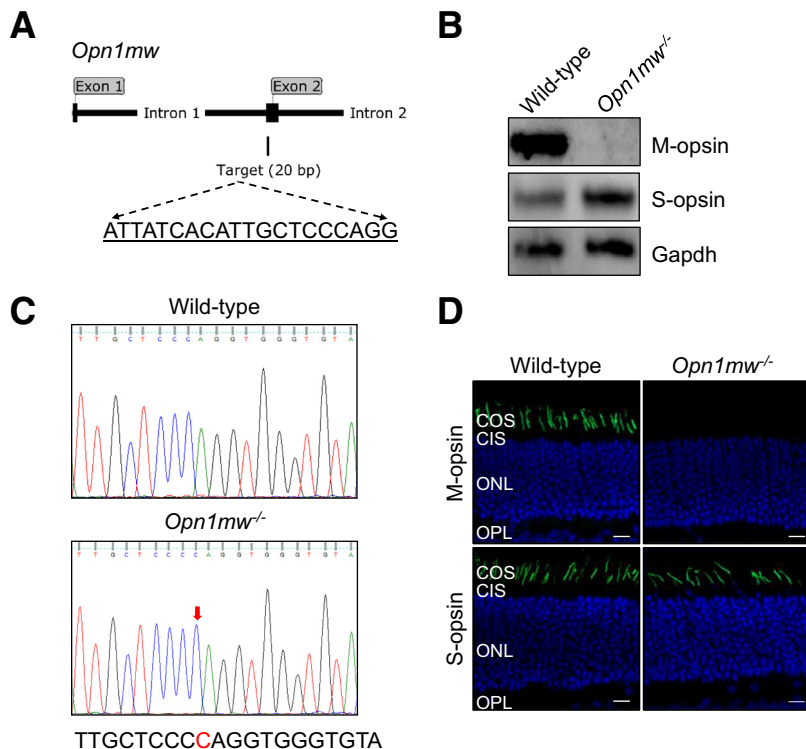 A
Opn1mw
Exon 1
Exon 2
Intron 1
Intron 2
Target (20 bp)
ATTATCACATTGCTCCCAGG
B
Wild-type
Opn1mw-/-
M-opsin
S-opsin
Gapdh
C
Wild-type
T T G C T C C C A G G T G G G T G T A
Opn1mw-/-
T T G C T C C C C A G G T G G G T G T A
TTGCTCCCCAGGTGGGTGTA
D
Wild-type
Opn1mw-/-
M-opsin
COS
CIS
ONL
OPL
S-opsin
COS
CIS
ONL
OPL